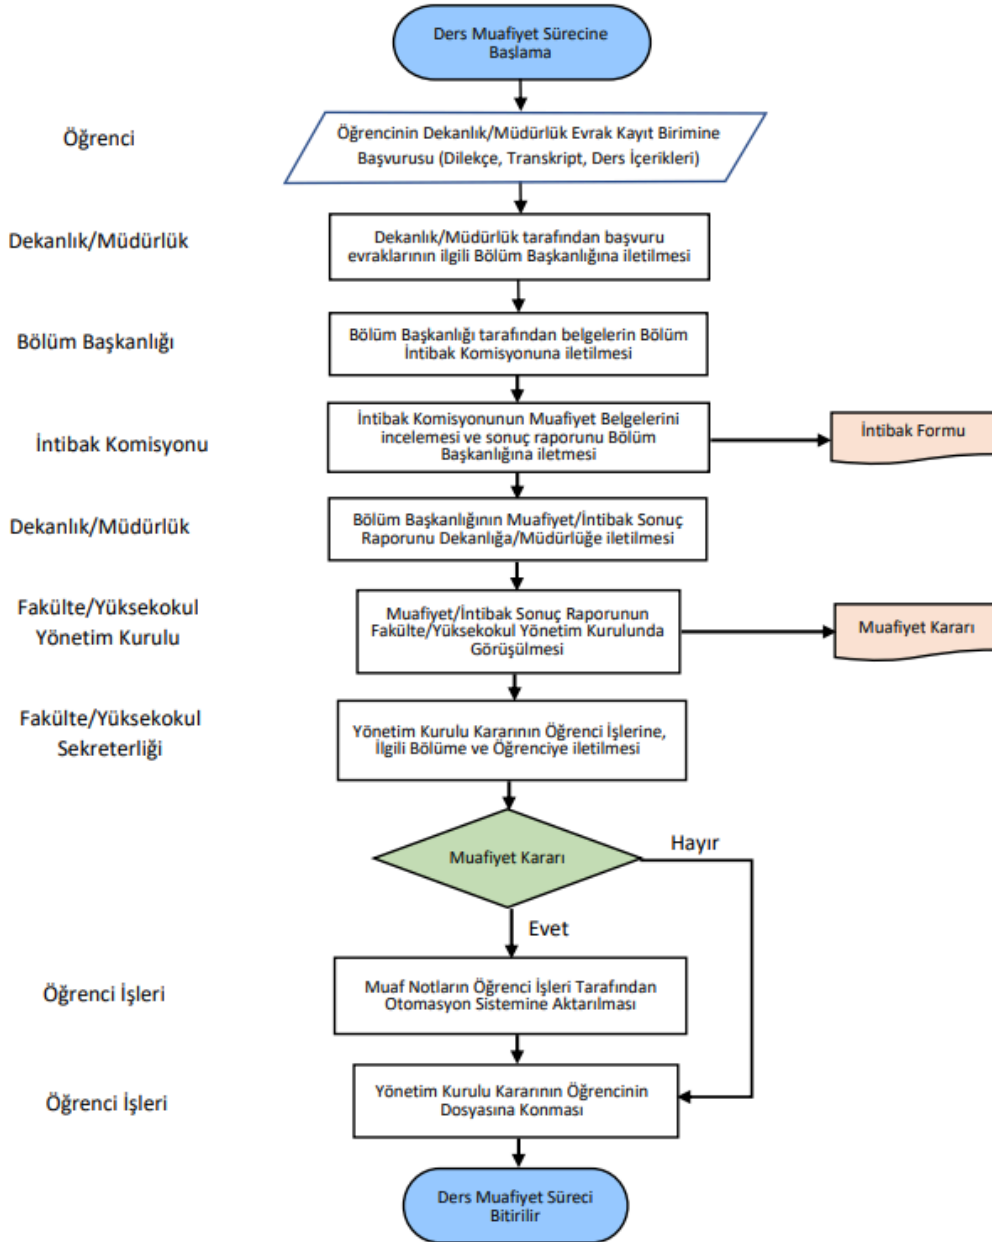 Ders Muafiyet Sürecine
Başlama
Öğrenci
Öğrencinin Dekanlık/Müdürlük Evrak Kayıt Birimine
Başvurusu (Dilekçe, Transkript, Ders İçerikleri)
Dekanlık/Müdürlük
Dekanlık/Müdürlük tarafından başvuru
evraklarının ilgili Bölüm Başkanlığına iletilmesi
Bölüm Başkanlığı
Bölüm Başkanlığı tarafından belgelerin Bölüm
İntibak Komisyonuna iletilmesi
İntibak Komisyonu
İntibak Komisyonunun Muafiyet Belgelerini
incelemesi ve sonuç raporunu Bölüm
Başkanlığına iletmesi
İntibak Formu
Dekanlık/Müdürlük
Bölüm Başkanlığının Muafiyet/İntibak Sonuç
Raporunu Dekanlığa/Müdürlüğe iletilmesi
Fakülte/Yüksekokul
Yönetim Kurulu
Muafiyet/İntibak Sonuç Raporunun
Fakülte/Yüksekokul Yönetim Kurulunda
Görüşülmesi
Muafiyet Kararı
Fakülte/Yüksekokul
Sekreterliği
Yönetim Kurulu Kararının Öğrenci İşlerine,
İlgili Bölüme ve Öğrenciye iletilmesi
Muafiyet Kararı
Hayır
Evet
Öğrenci İşleri
Muaf Notların Öğrenci İşleri Tarafından
Otomasyon Sistemine Aktarılması
Öğrenci İşleri
Yönetim Kurulu Kararının Öğrencinin
Dosyasına Konması
Ders Muafiyet Süreci
Bitirilir